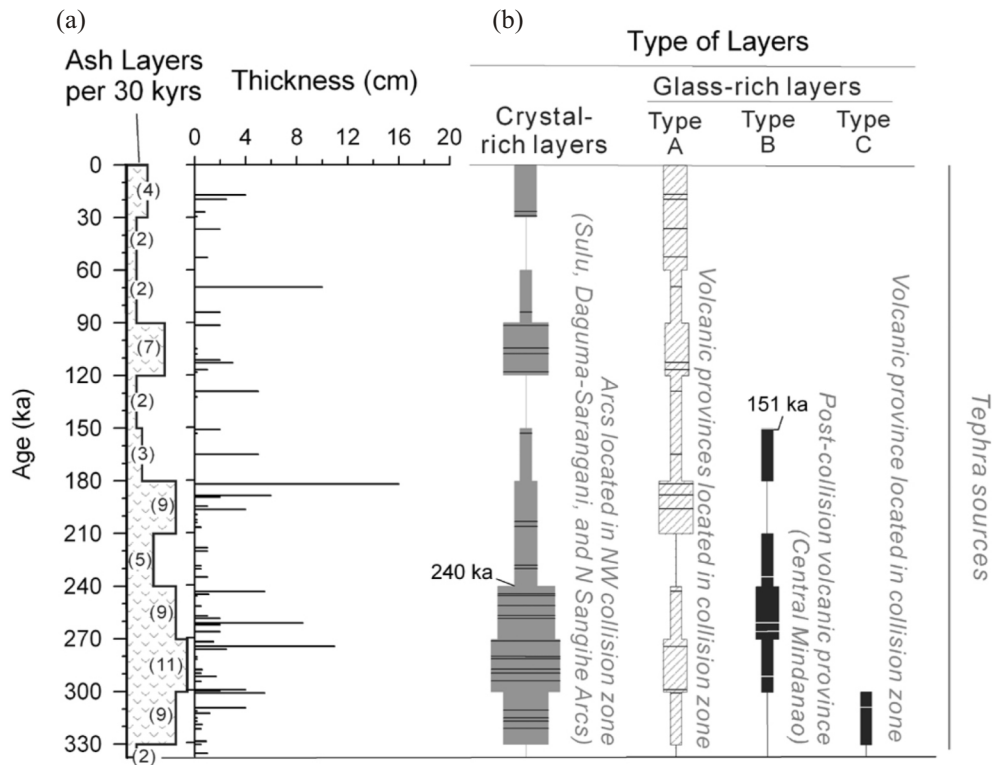 (a)
Ash Layers
per 30 kyrs
Thickness (cm)
0 4 8 12 16 20
Age (ka)
0
30
60
90
120
150
180
210
240
270
300
330
(4)
(2)
(2)
(7)
(2)
(3)
(9)
(5)
(9)
(11)
(9)
(2)
(b)
Type of Layers
Crystal-
rich layers
Glass-rich layers
Type
A
Type
B
Type
C
240 ka
151 ka
Arcs located in NW collision zone
(Sulu, Daguma-Sarangani, and N Sangihe Arcs)
Volcanic provinces located in collision zone
Post-collision volcanic province
(Central Mindanao)
Volcanic province located in collision zone
Tephra sources